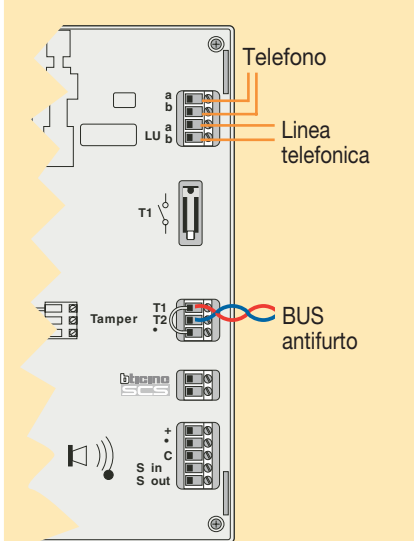 Telefono
a
b
a
LU b
Linea
telefonica
T1
T1
Tamper T2
•
BUS
antifurto
bticino
SCS
+
•
C
S in
S out